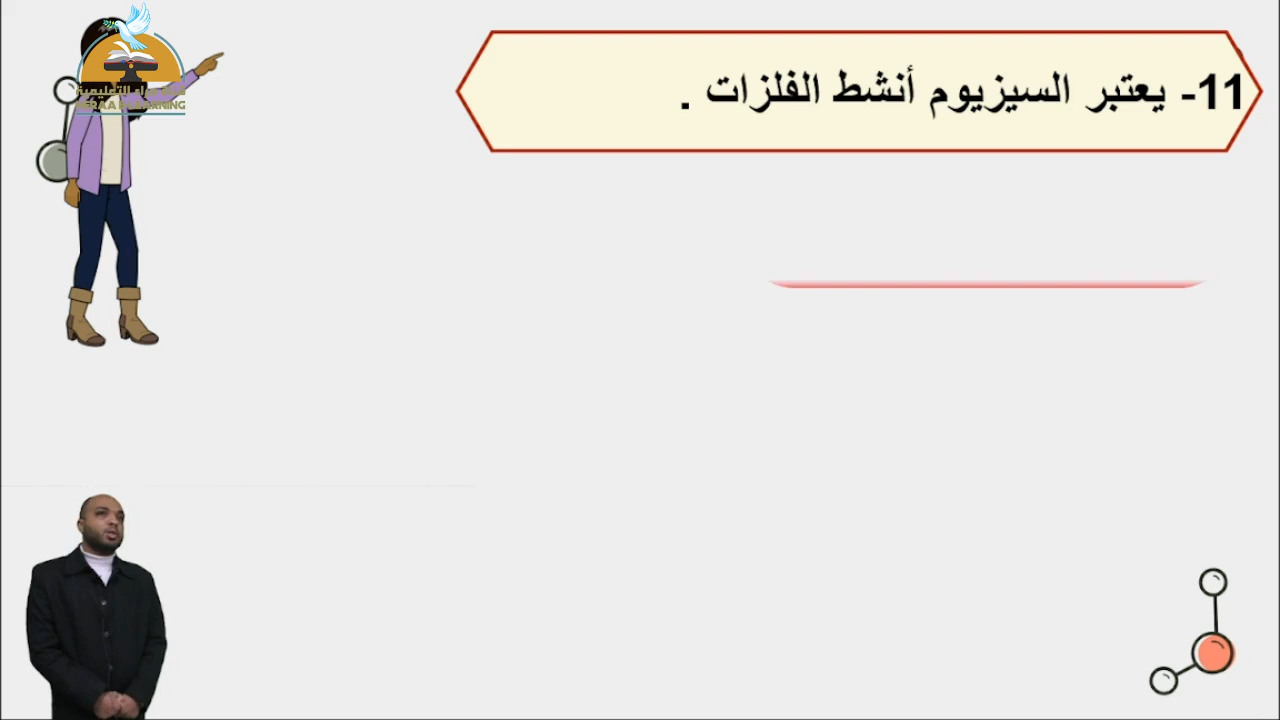 11- يعتبر السيزيوم أنشط الفلزات .